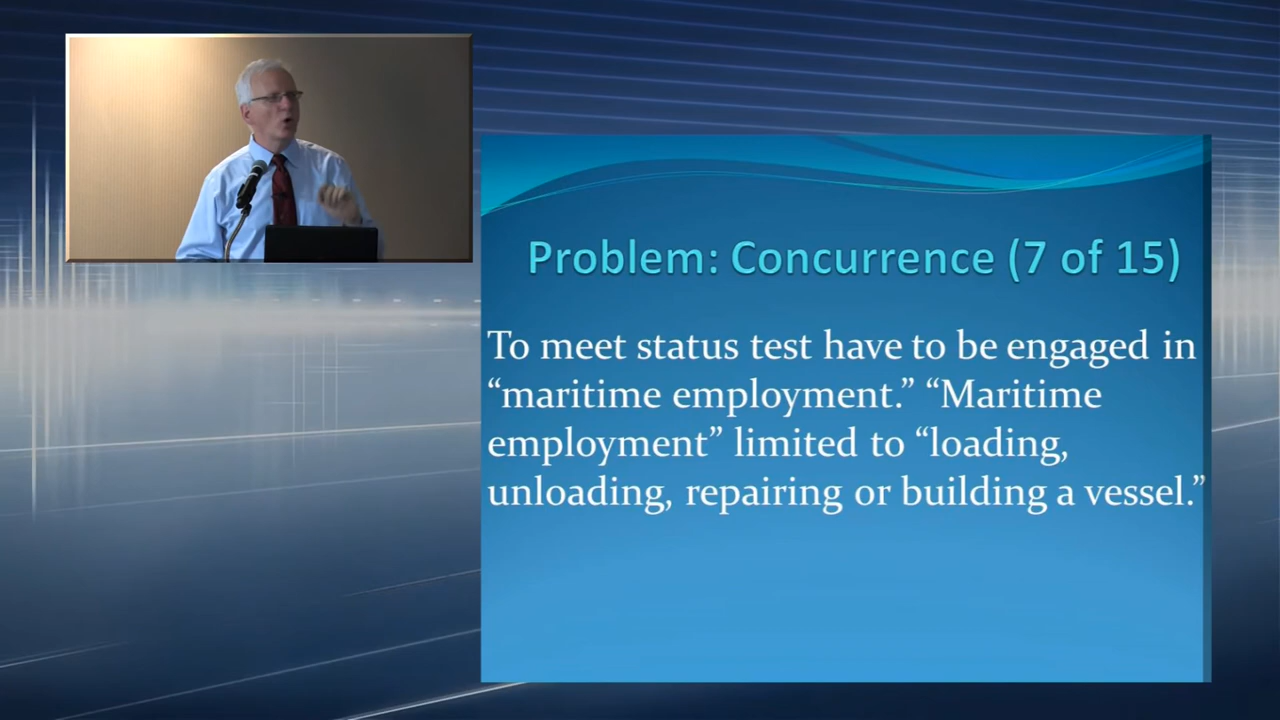 Problem: Concurrence (7 of 15)
To meet status test have to be engaged in
“maritime employment.” “Maritime
employment” limited to “loading,
unloading, repairing or building a vessel.”